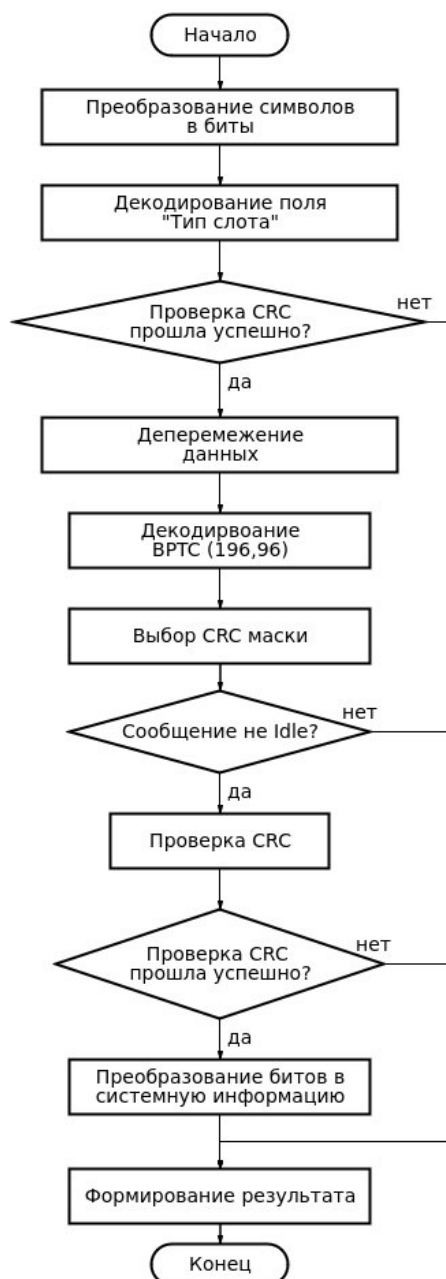 Начало
Преобразование символов
в биты
Декодирование поля
"Тип слота"
Проверка CRC
прошла успешно?
нет
да
Деперемежение
данных
Декодирвоание
BPTC (196,96)
Выбор CRC маски
Сообщение не Idle?
нет
да
Проверка CRC
Проверка CRC
прошла успешно?
нет
да
Преобразование битов в
системную информацию
Формирование результата
Конец